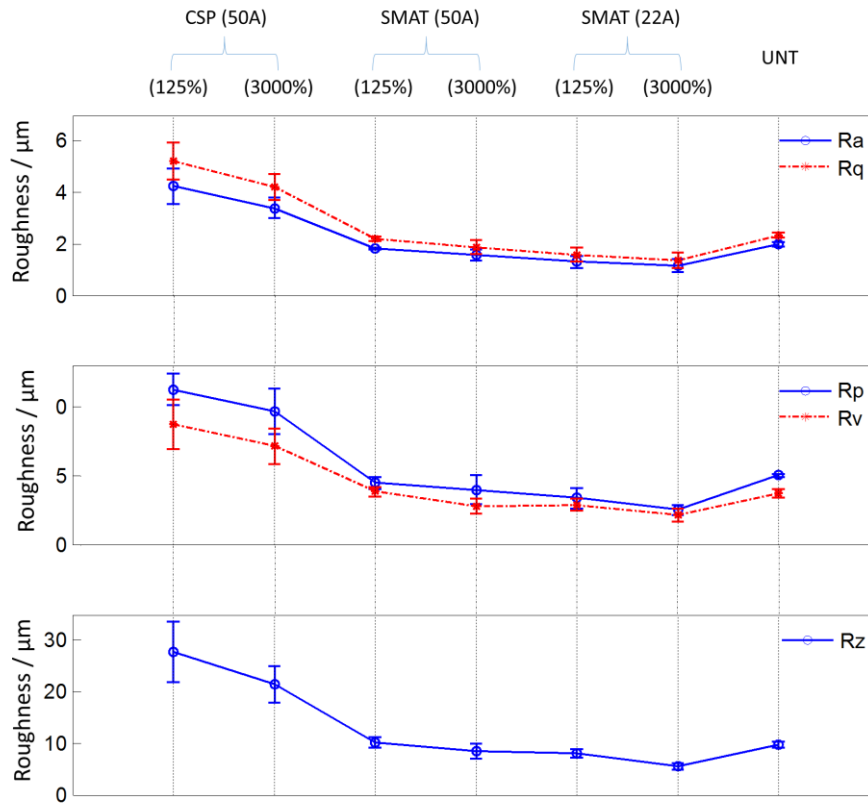 CSP (50A) SMAT (50A) SMAT (22A)
UNT
(125%) (3000%) (125%) (3000%) (125%) (3000%)
Roughness / μm
6
4
2
0
Ra
Rq
Roughness / μm
0
5
0
Rp
Rv
Roughness / μm
30
20
10
0
Rz